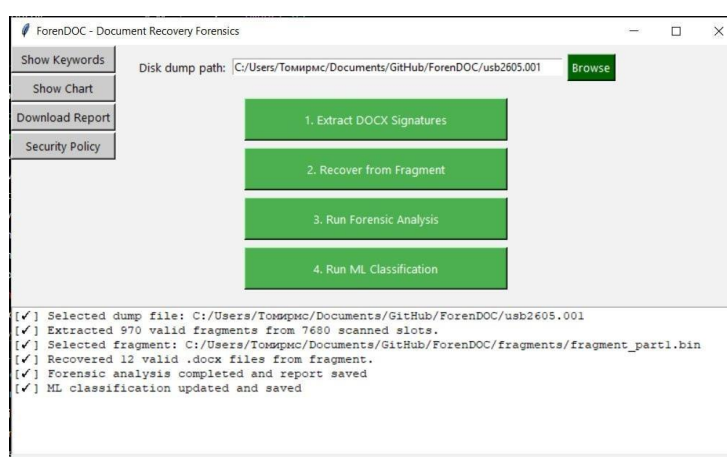 ForenDOC - Document Recovery Forensics
Show Keywords
Disk dump path: C:/Users/Томирмс/Documents/GitHub/ForenDOC/usb2605.001 Browse
Show Chart
Download Report
Security Policy
1. Extract DOCX Signatures
2. Recover from Fragment
3. Run Forensic Analysis
4. Run ML Classification
[✓] Selected dump file: C:/Users/Томирмс/Documents/GitHub/ForenDOC/usb2605.001
[✓] Extracted 970 valid fragments from 7680 scanned slots.
[✓] Selected fragment: C:/Users/Томирмс/Documents/GitHub/ForenDOC/fragments/fragment_part1.bin
[✓] Recovered 12 valid .docx files from fragment.
[✓] Forensic analysis completed and report saved
[✓] ML classification updated and saved